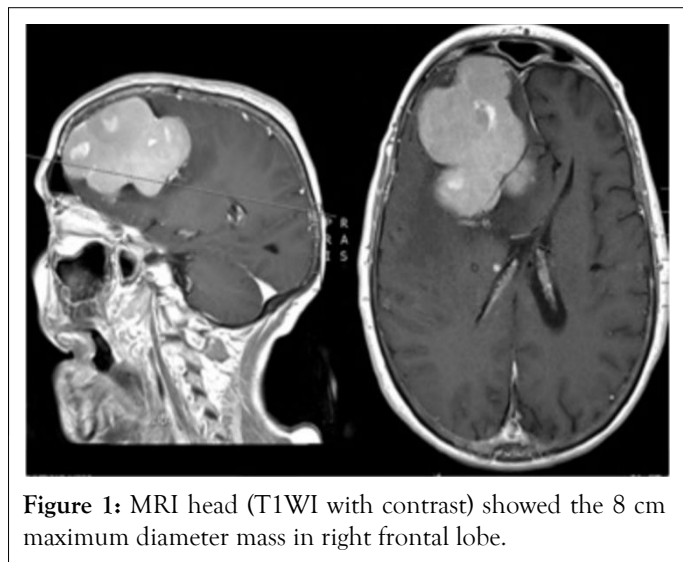 P R
R A
I S
Figure 1: MRI head (T1WI with contrast) showed the 8 cm
maximum diameter mass in right frontal lobe.